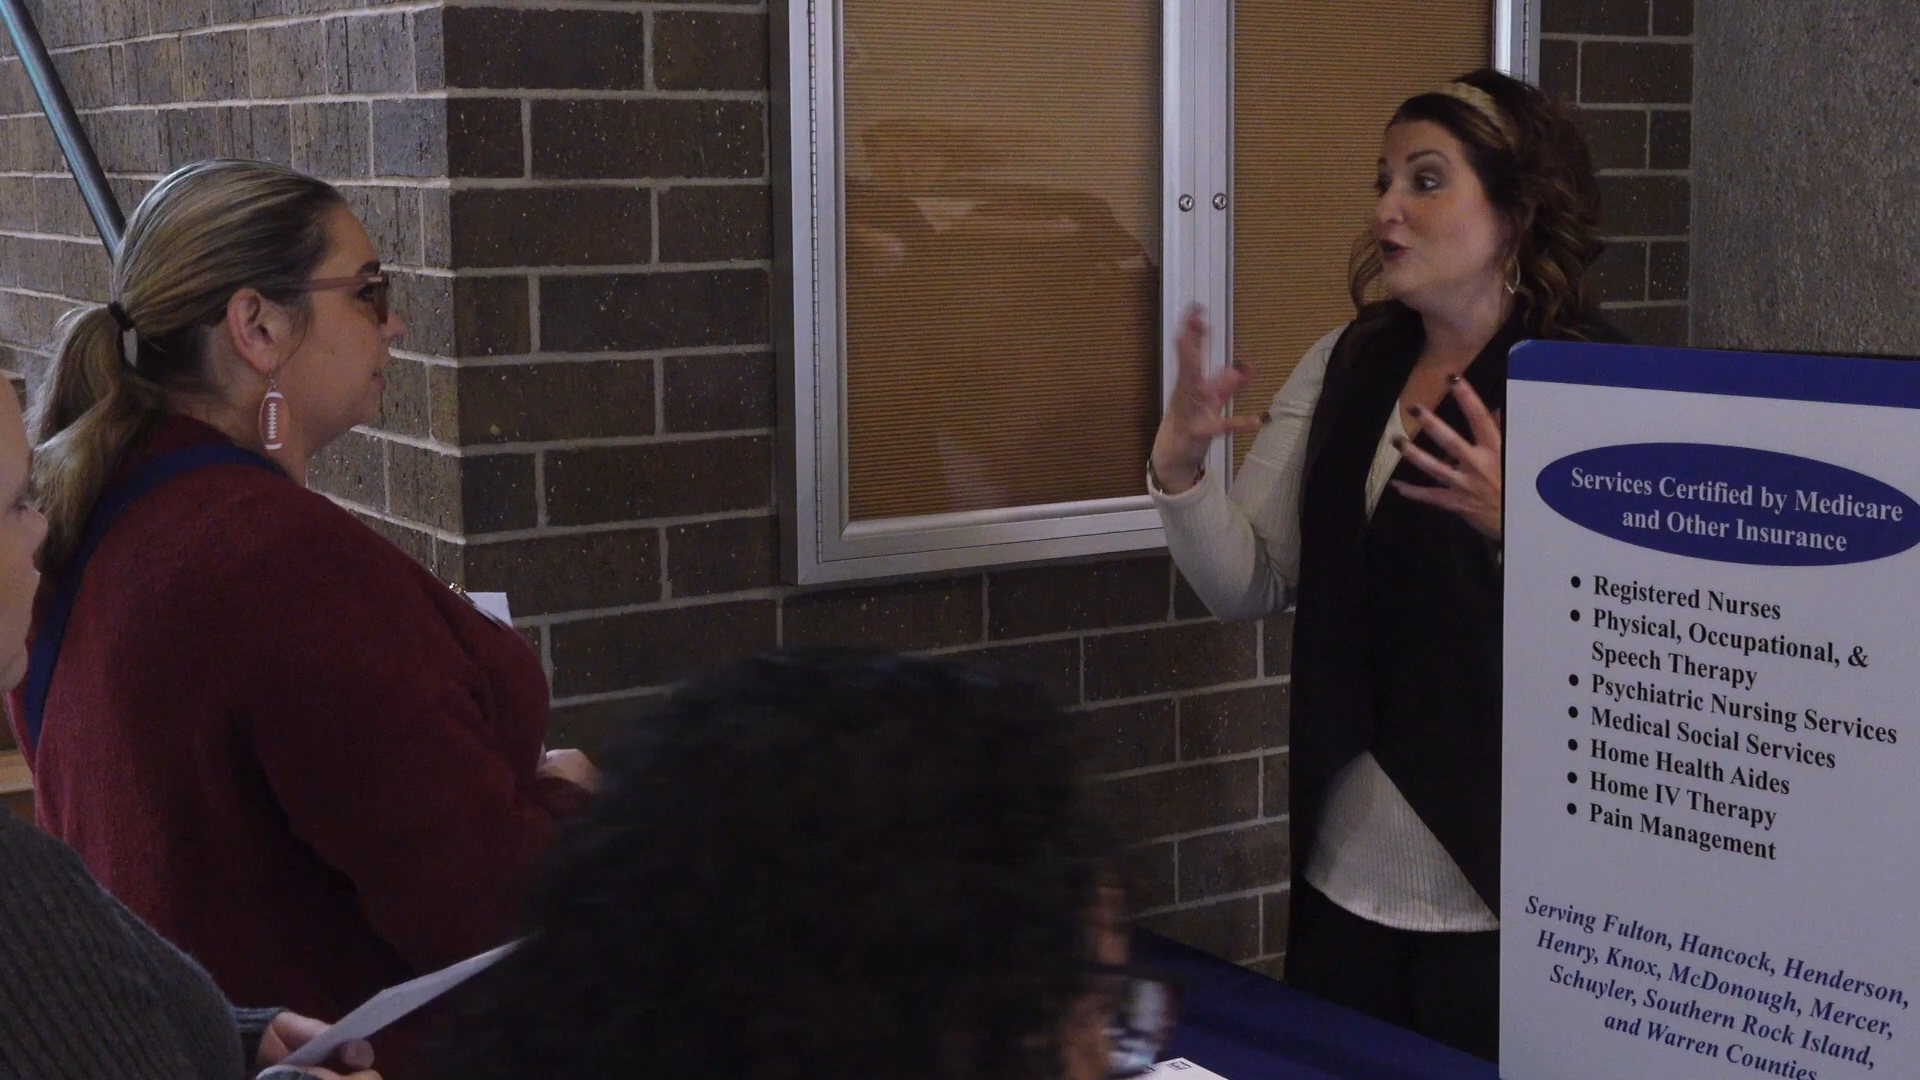 Services Certified by Medicare
and Other Insurance
• Registered Nurses
• Physical, Occupational, &
Speech Therapy
• Psychiatric Nursing Services
• Medical Social Services
• Home Health Aides
• Home IV Therapy
• Pain Management
Serving Fulton, Hancock, Henderson,
Henry, Knox, McDonough, Mercer,
Schuyler, Southern Rock Island,
and Warren Counties